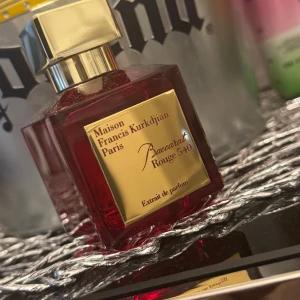 Maison
Francis Kurkdjian
Paris
Baccarat
Rouge 540
Extrait de parfum